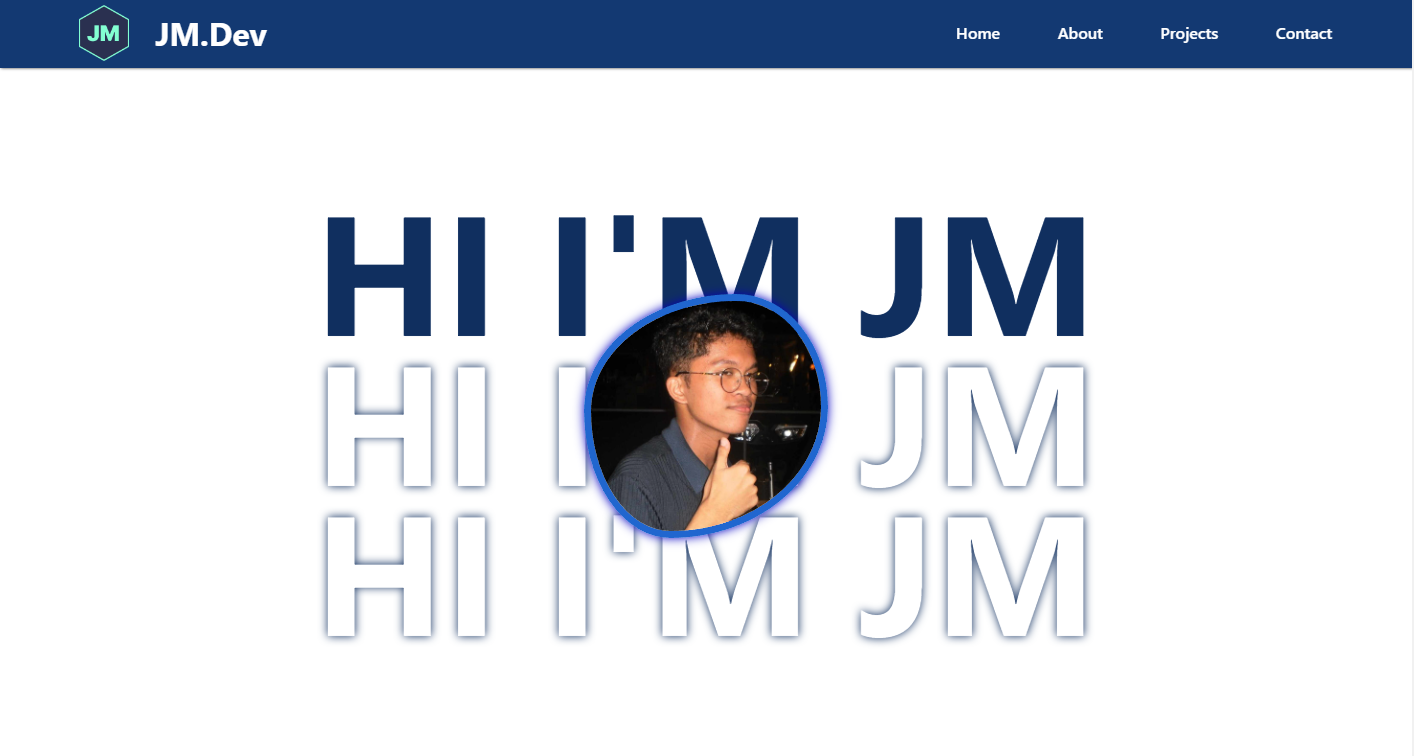 JM
JM.Dev
Home
About
Projects
Contact
HI I'M JM
HI I JM
HI I'M JM